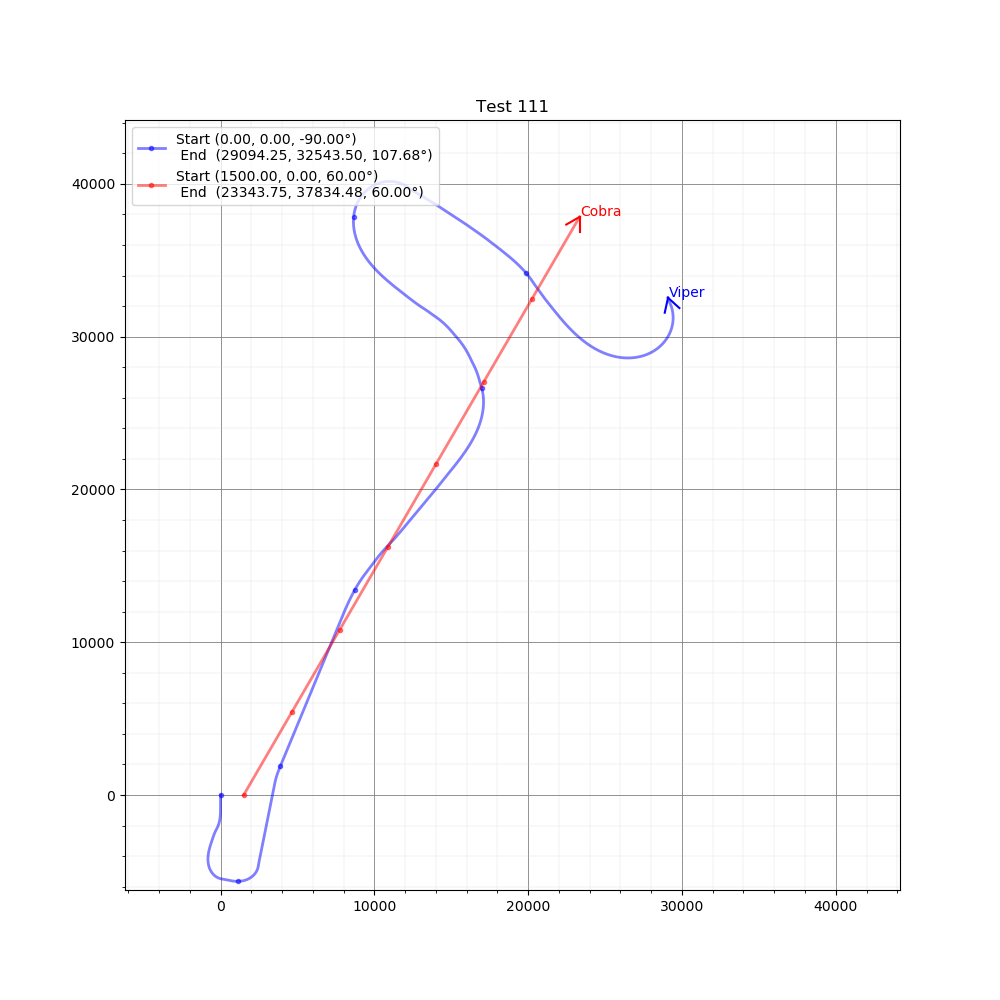 Test 111
Start (0.00, 0.00, -90.00°)
End  (29094.25, 32543.50, 107.68°)
Start (1500.00, 0.00, 60.00°)
End  (23343.75, 37834.48, 60.00°)
Cobra
Viper
40000
30000
20000
10000
0
0
10000
20000
30000
40000